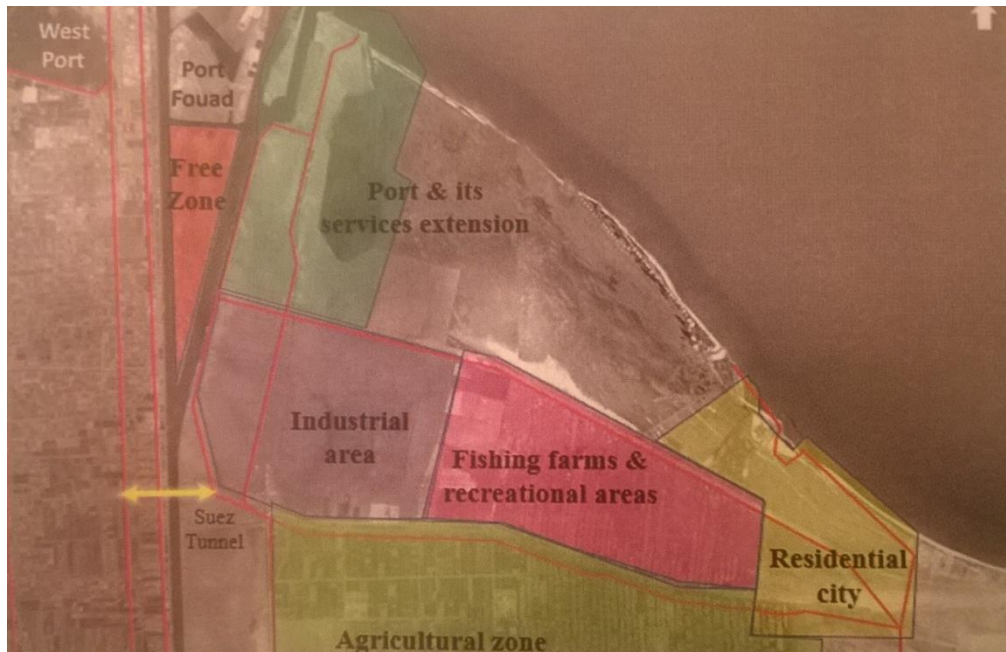 West
Port
Port
Fouad
Free
Zone
Port & its
services extension
Industrial
area
Fishing farms &
recreational areas
Suez
Tunnel
Residential
city
Agricultural zone